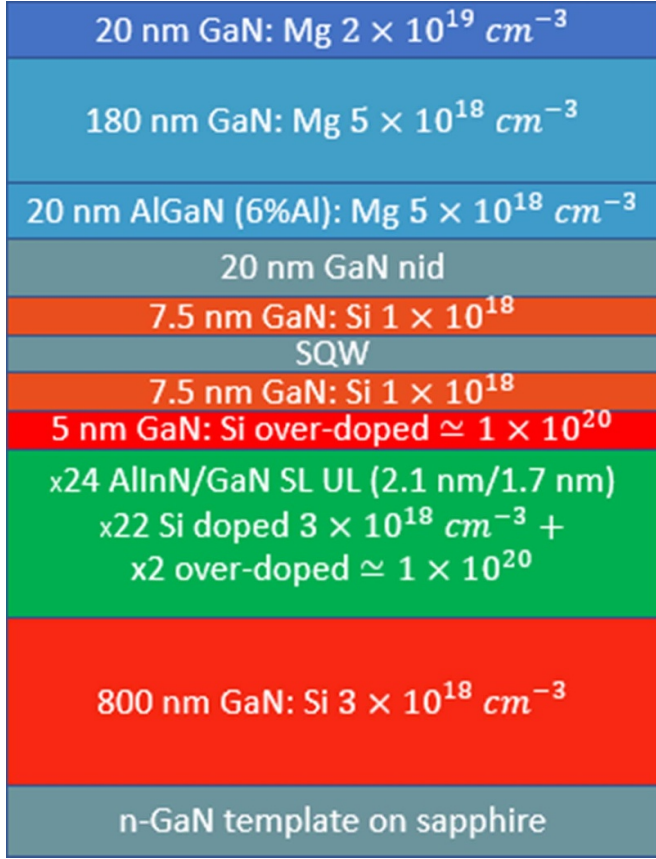 20 nm GaN: Mg 2 × 10¹⁹ cm⁻³
180 nm GaN: Mg 5 × 10¹⁸ cm⁻³
20 nm AlGaN (6%Al): Mg 5 × 10¹⁸ cm⁻³
20 nm GaN nid
7.5 nm GaN: Si 1 × 10¹⁸
SQW
7.5 nm GaN: Si 1 × 10¹⁸
5 nm GaN: Si over-doped ≃ 1 × 10²⁰
x24 AlInN/GaN SL UL (2.1 nm/1.7 nm)
x22 Si doped 3 × 10¹⁸ cm⁻³ +
x2 over-doped ≃ 1 × 10²⁰
800 nm GaN: Si 3 × 10¹⁸ cm⁻³
n-GaN template on sapphire